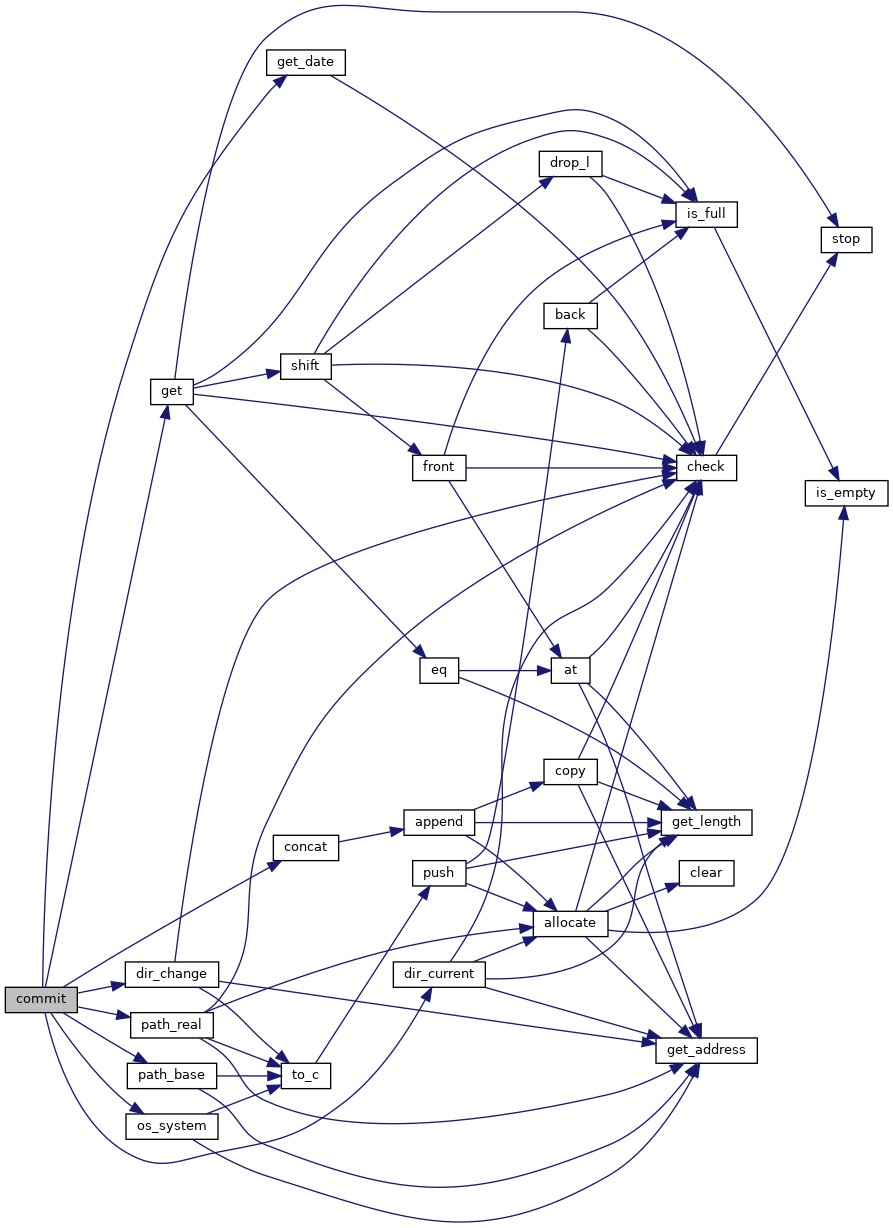 get_date
drop_l
is_full
stop
back
shift
get
front
check
is_empty
eq
at
copy
append
get_length
concat
push
clear
allocate
dir_change
dir_current
commit
path_real
get_address
path_base
to_c
os_system